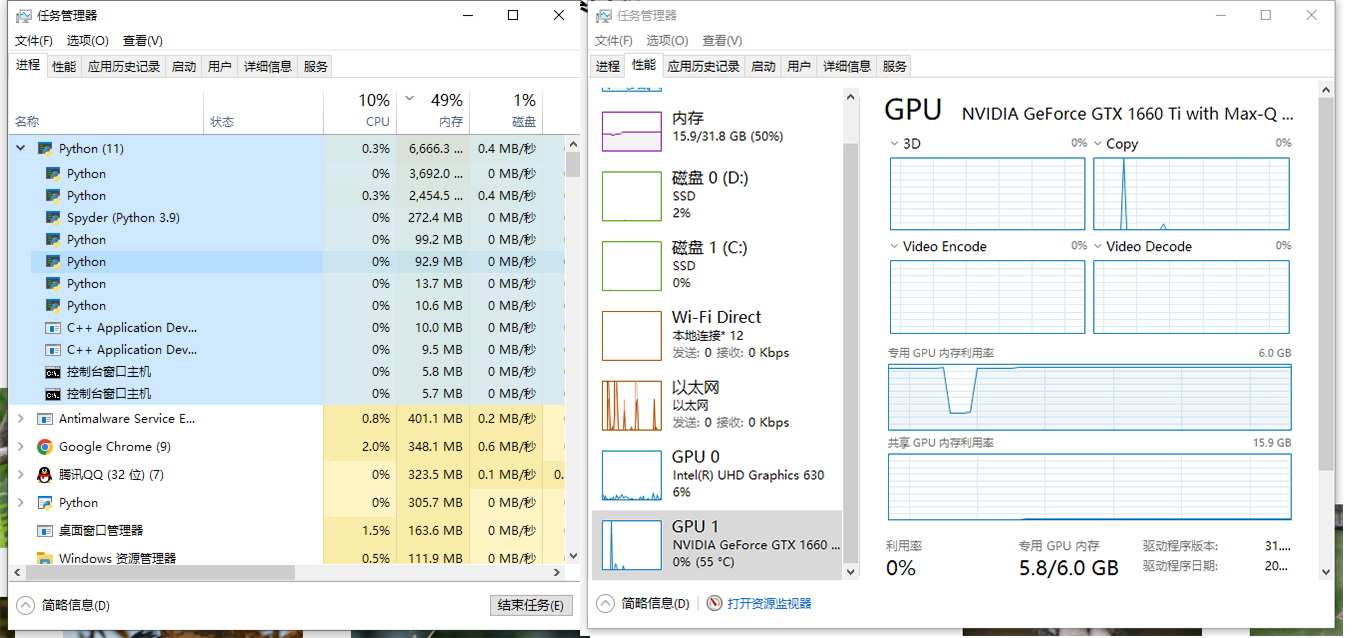 任务管理器
文件(F) 选项(O) 查看(V)
进程 性能 应用历史记录 启动 用户 详细信息 服务
10% 49% 1%
名称 状态 CPU 内存 磁盘
Python (11) 0.3% 6,666.3 ... 0.4 MB/秒
Python 0% 3,692.0 ... 0 MB/秒
Python 0.3% 2,454.5 ... 0.4 MB/秒
Spyder (Python 3.9) 0% 272.4 MB 0 MB/秒
Python 0% 99.2 MB 0 MB/秒
Python 0% 92.9 MB 0 MB/秒
Python 0% 13.7 MB 0 MB/秒
Python 0% 10.6 MB 0 MB/秒
C++ Application Dev... 0% 10.0 MB 0 MB/秒
C++ Application Dev... 0% 9.5 MB 0 MB/秒
控制台窗口主机 0% 5.8 MB 0 MB/秒
控制台窗口主机 0% 5.7 MB 0 MB/秒
Antimalware Service E... 0.8% 401.1 MB 0.2 MB/秒
Google Chrome (9) 2.0% 348.1 MB 0.6 MB/秒
腾讯QQ (32 位) (7) 0% 323.5 MB 0.1 MB/秒 0.
Python 0% 305.7 MB 0 MB/秒
桌面窗口管理器 1.5% 163.6 MB 0 MB/秒
Windows 资源管理器 0.5% 111.9 MB 0 MB/秒
简略信息(D) 结束任务(E)
任务管理器
文件(F) 选项(O) 查看(V)
进程 性能 应用历史记录 启动 用户 详细信息 服务
内存
15.9/31.8 GB (50%)
磁盘 0 (D:)
SSD
2%
磁盘 1 (C:)
SSD
0%
Wi-Fi Direct
本地连接* 12
发送: 0 接收: 0 Kbps
以太网
以太网
发送: 0 接收: 0 Kbps
GPU 0
Intel(R) UHD Graphics 630
6%
GPU 1
NVIDIA GeForce GTX 1660 ...
0% (55 °C)
GPU NVIDIA GeForce GTX 1660 Ti with Max-Q ...
3D 0% Copy 0%
Video Encode 0% Video Decode 0%
专用 GPU 内存利用率 6.0 GB
共享 GPU 内存利用率 15.9 GB
利用率 专用 GPU 内存 驱动程序版本: 31....
0% 5.8/6.0 GB 驱动程序日期: 20...
简略信息(D) 打开资源监视器